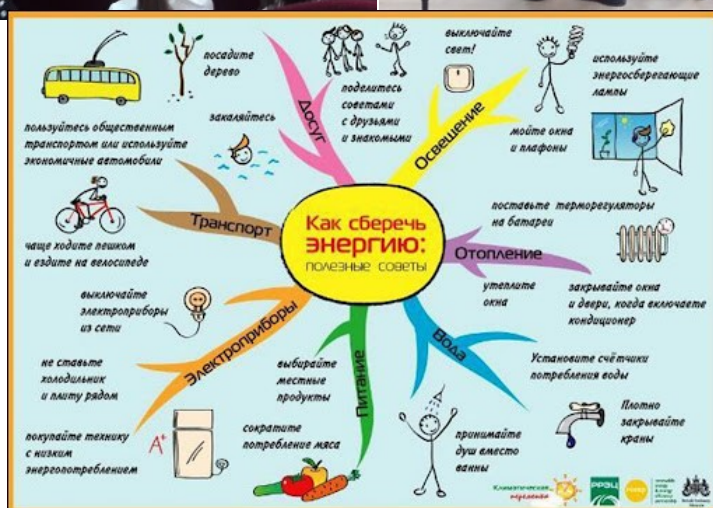 Как сберечь
энергию:
полезные советы
Досуг
посадите
дерево
закаляйтесь
поделитесь
советами
с друзьями
и знакомыми
Освещение
выключайте
свет!
используйте
энергосберегающие
лампы
мойте окна
и плафоны
Отопление
поставьте терморегуляторы
на батареи
утеплите
окна
закрывайте окна
и двери, когда включаете
кондиционер
Вода
Установите счётчики
потребления воды
Плотно
закрывайте
краны
принимайте
душ вместо
ванны
Питание
выбирайте
местные
продукты
сократите
потребление мяса
Электроприборы
выключайте
электроприборы
из сети
не ставьте
холодильник
и плиту рядом
покупайте технику
с низким
энергопотреблением
A+
Транспорт
пользуйтесь общественным
транспортом или используйте
экономичные автомобили
чаще ходите пешком
и ездите на велосипеде
Климатическая
переменка
РРЭЦ